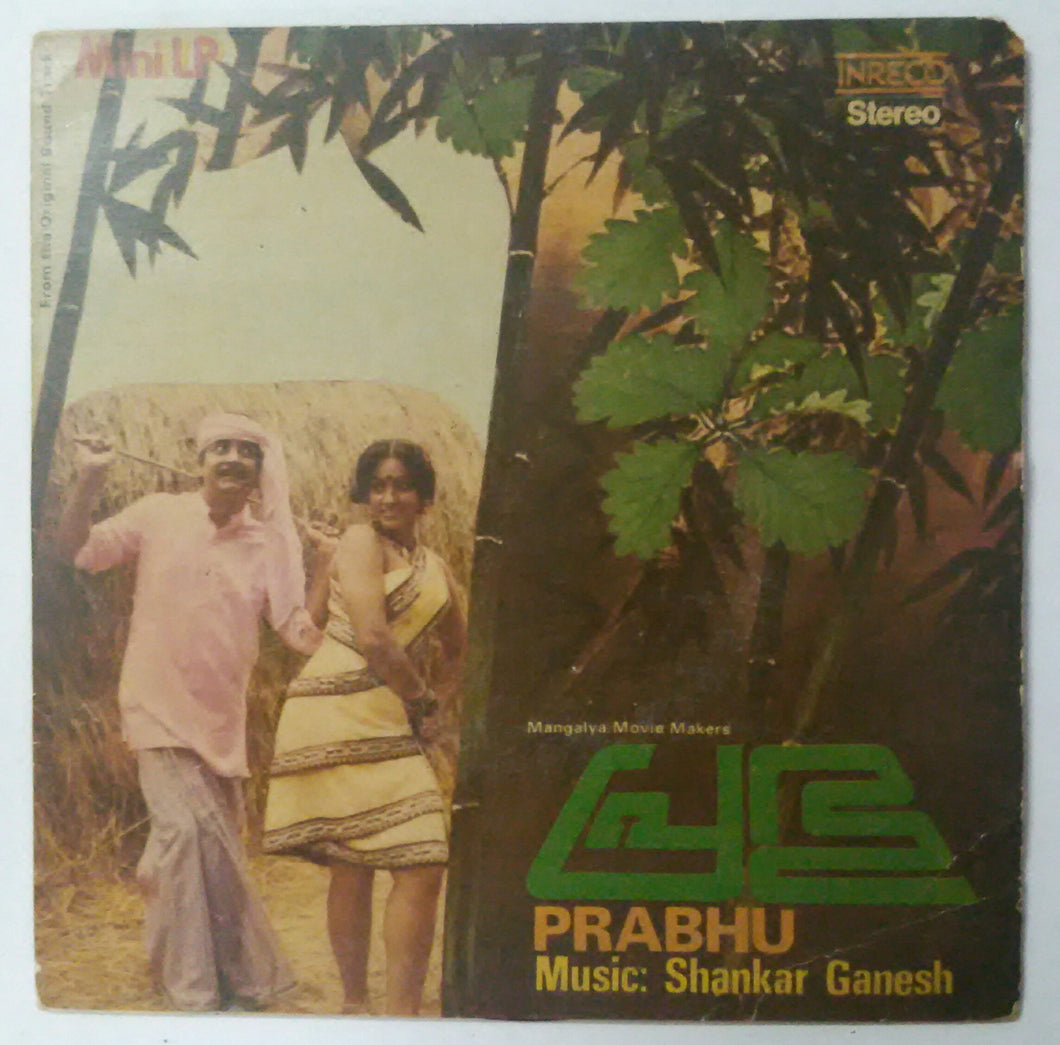 Mini LP
From the Original Sound Track
INRECO
Stereo
Mangalya Movie Makers
പ്രഭു
PRABHU
Music: Shankar Ganesh